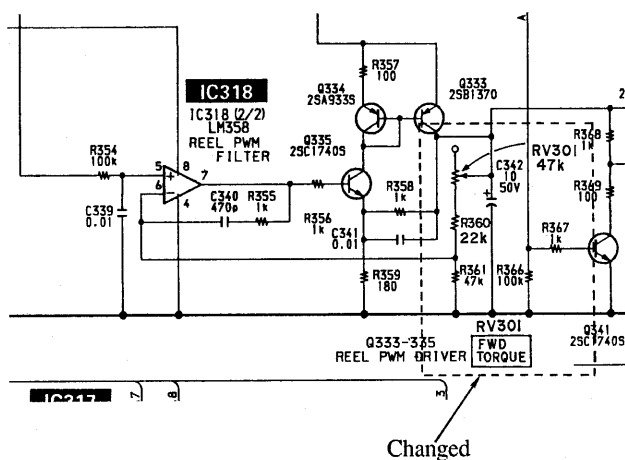 A
R357
100
Q334
2SA933S
Q333
2SB1370
IC318
IC318 (2/2)
LM358
REEL PWM
FILTER
Q335
2SC1740S
RV301
47k
R368
1k
R354
100k
5
6
8
7
4
+
−
C342
10
50V
+
R369
100
C340
470p
R355
1k
R358
1k
C339
0.01
R356
1k
C341
0.01
R360
22k
R367
1k
R359
180
R361
47k
R366
100k
RV301
FWD
TORQUE
Q333-335
REEL PWM DRIVER
Q341
2SC1740S
IC317
7
8
3
Changed